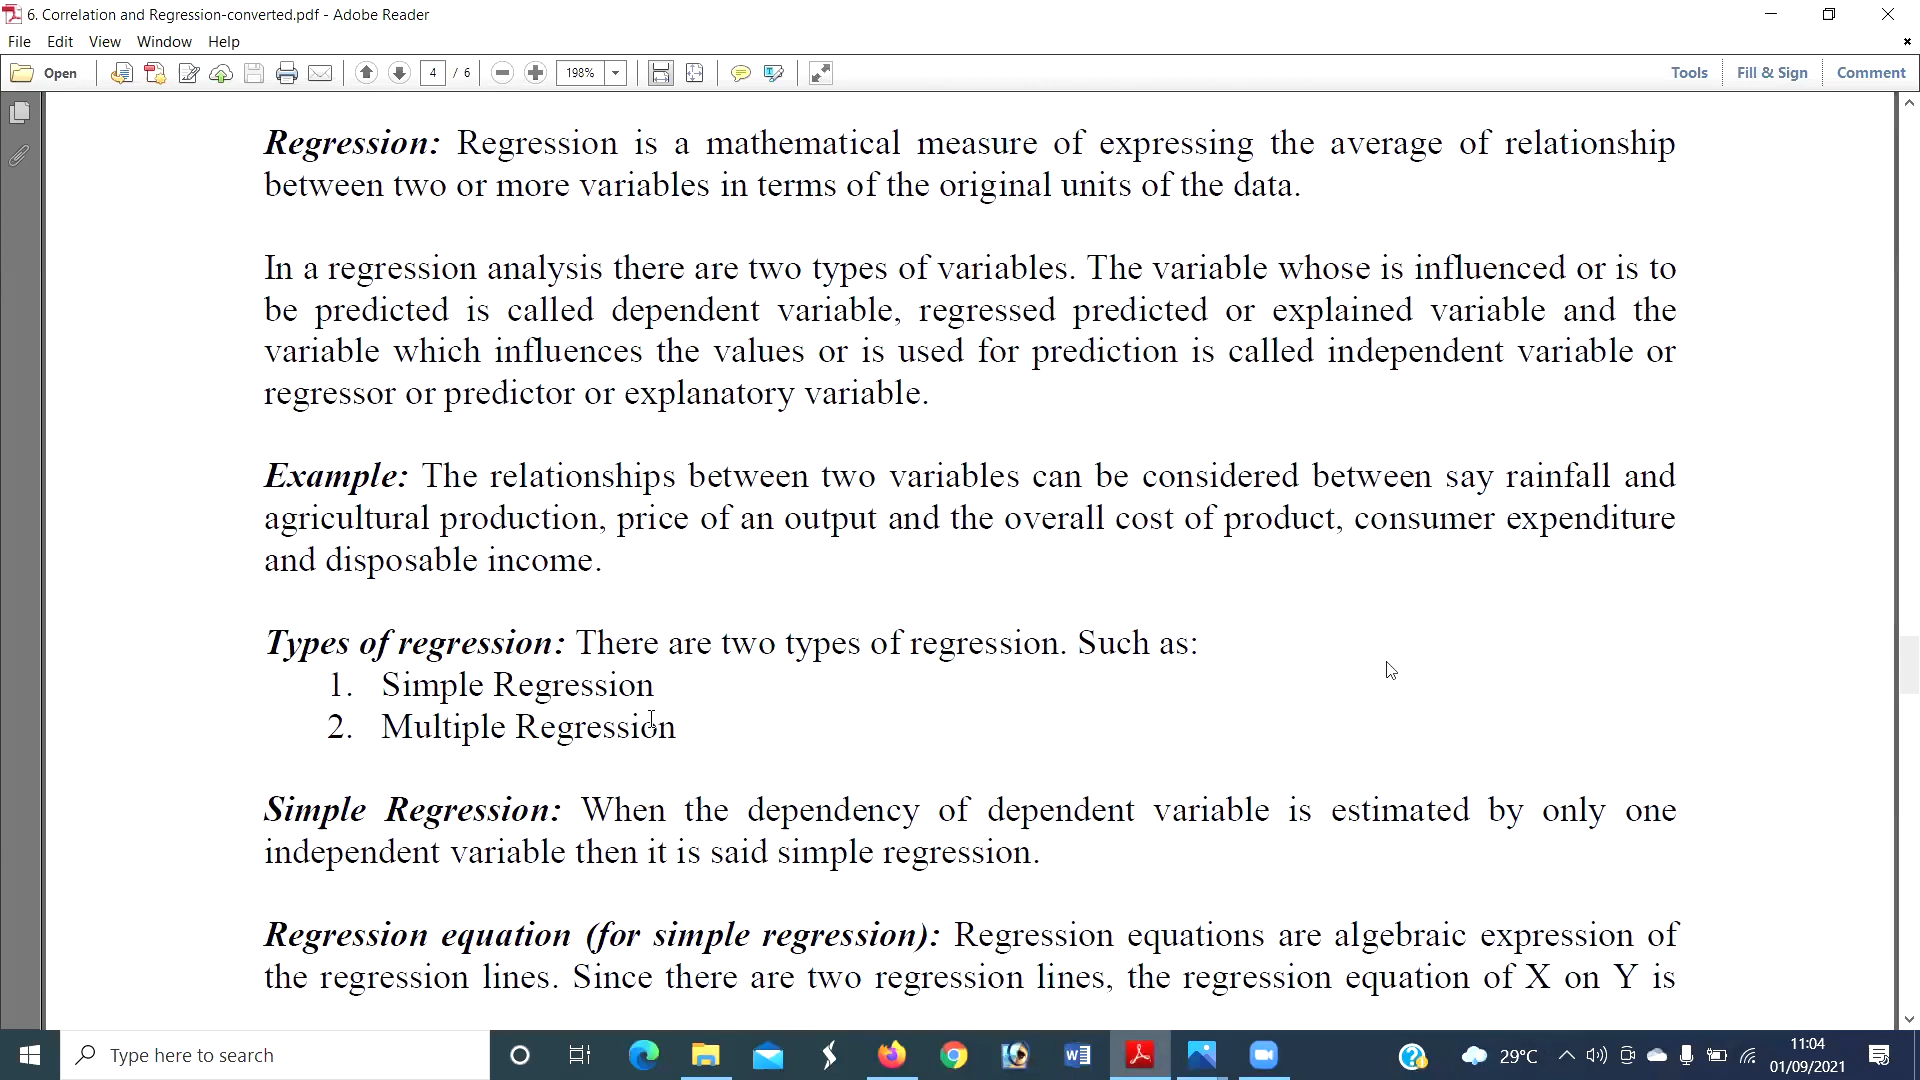 6. Correlation and Regression-converted.pdf - Adobe Reader
File Edit View Window Help
Open 4 / 6 198% Tools Fill & Sign Comment
Regression: Regression is a mathematical measure of expressing the average of relationship
between two or more variables in terms of the original units of the data.
In a regression analysis there are two types of variables. The variable whose is influenced or is to
be predicted is called dependent variable, regressed predicted or explained variable and the
variable which influences the values or is used for prediction is called independent variable or
regressor or predictor or explanatory variable.
Example: The relationships between two variables can be considered between say rainfall and
agricultural production, price of an output and the overall cost of product, consumer expenditure
and disposable income.
Types of regression: There are two types of regression. Such as:
1. Simple Regression
2. Multiple Regression
Simple Regression: When the dependency of dependent variable is estimated by only one
independent variable then it is said simple regression.
Regression equation (for simple regression): Regression equations are algebraic expression of
the regression lines. Since there are two regression lines, the regression equation of X on Y is
Type here to search 29°C 11:04
01/09/2021